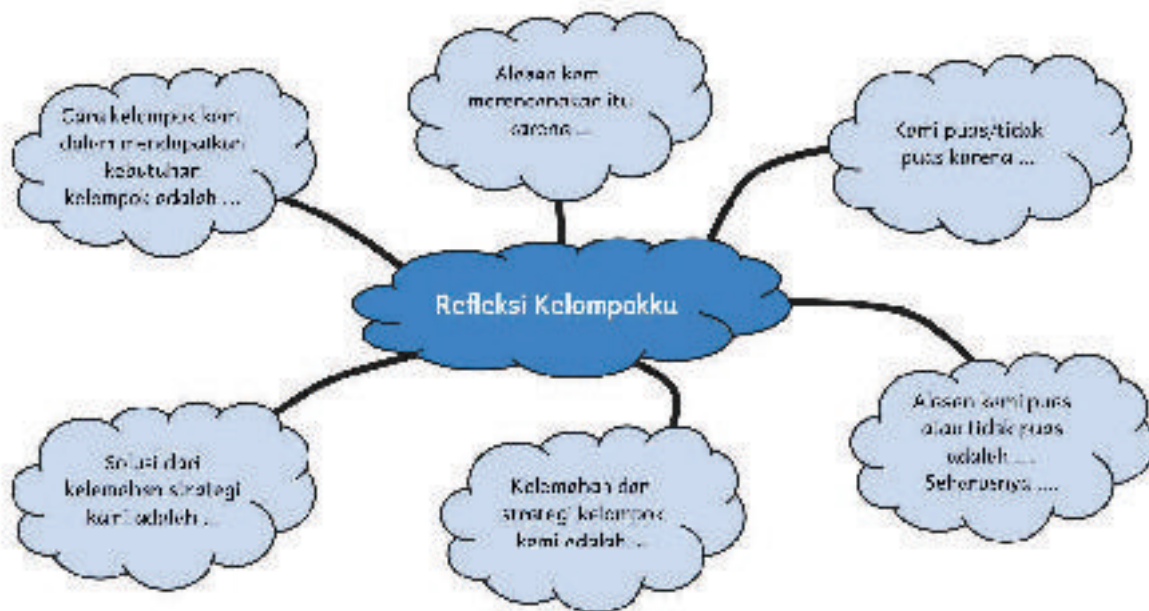 Cara kelompok kami
dalam mendapatkan
kebutuhan
kelompok adalah ...
Alasan kami
merencanakan itu
karena ...
Kami puas/tidak
puas karena ...
Refleksi Kelompokku
Alasan kami puas
atau tidak puas
adalah ....
Seharusnya ....
Solusi dari
kelemahan strategi
kami adalah ...
Kelemahan dari
strategi kelompok
kami adalah ...